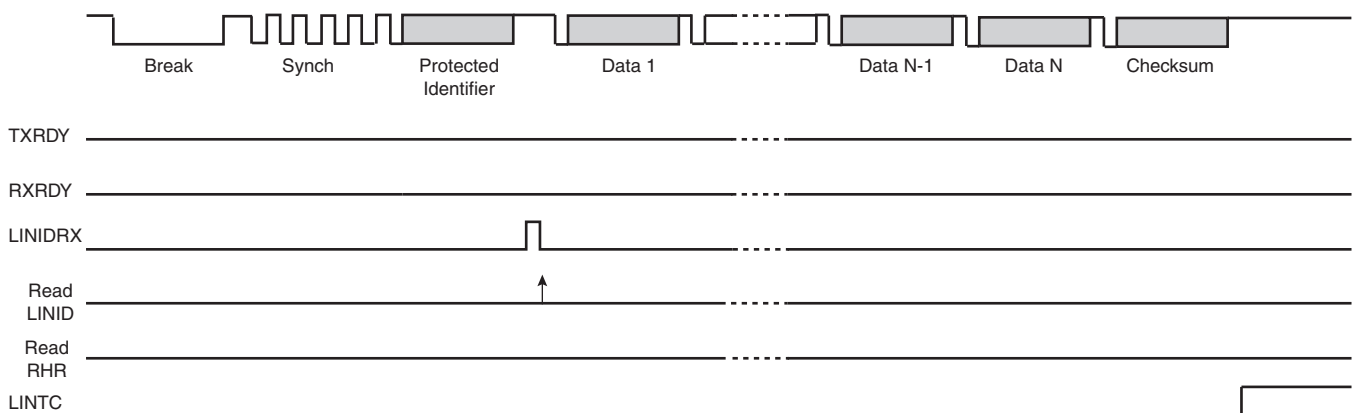 Break Synch Protected Identifier Data 1 Data N-1 Data N Checksum
TXRDY
RXRDY
LINIDRX
Read
LINID
Read
RHR
LINTC